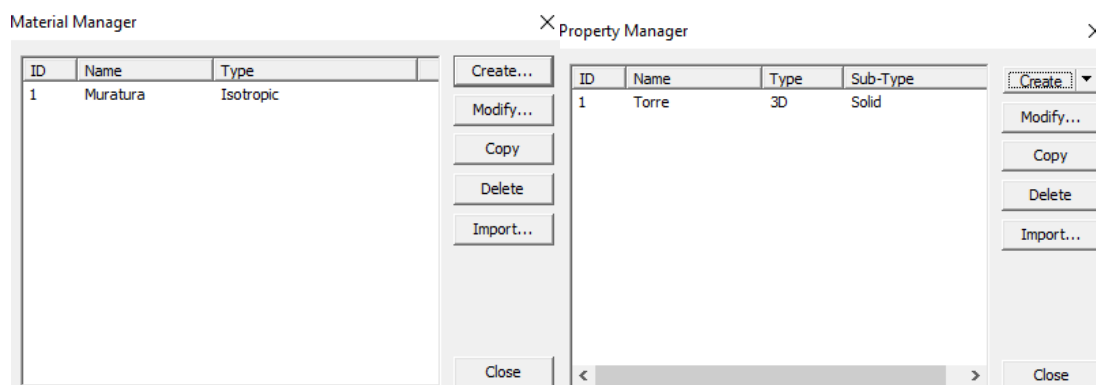 Material Manager
ID Name Type
1 Muratura Isotropic
Create...
Modify...
Copy
Delete
Import...
Close
Property Manager
ID Name Type Sub-Type
1 Torre 3D Solid
Create
Modify...
Copy
Delete
Import...
Close